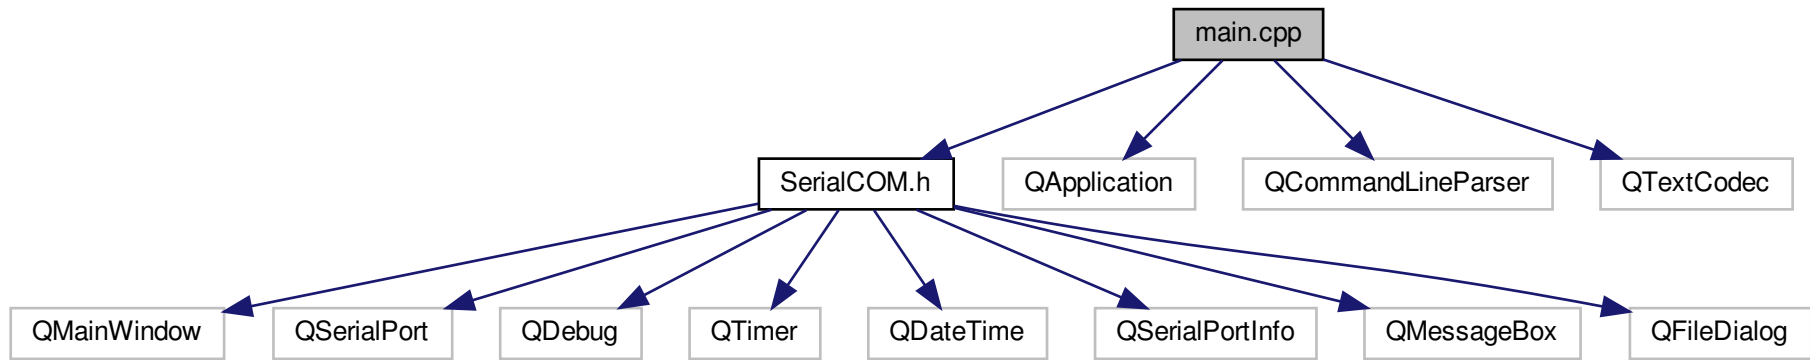 main.cpp
SerialCOM.h
QApplication
QCommandLineParser
QTextCodec
QMainWindow
QSerialPort
QDebug
QTimer
QDateTime
QSerialPortInfo
QMessageBox
QFileDialog